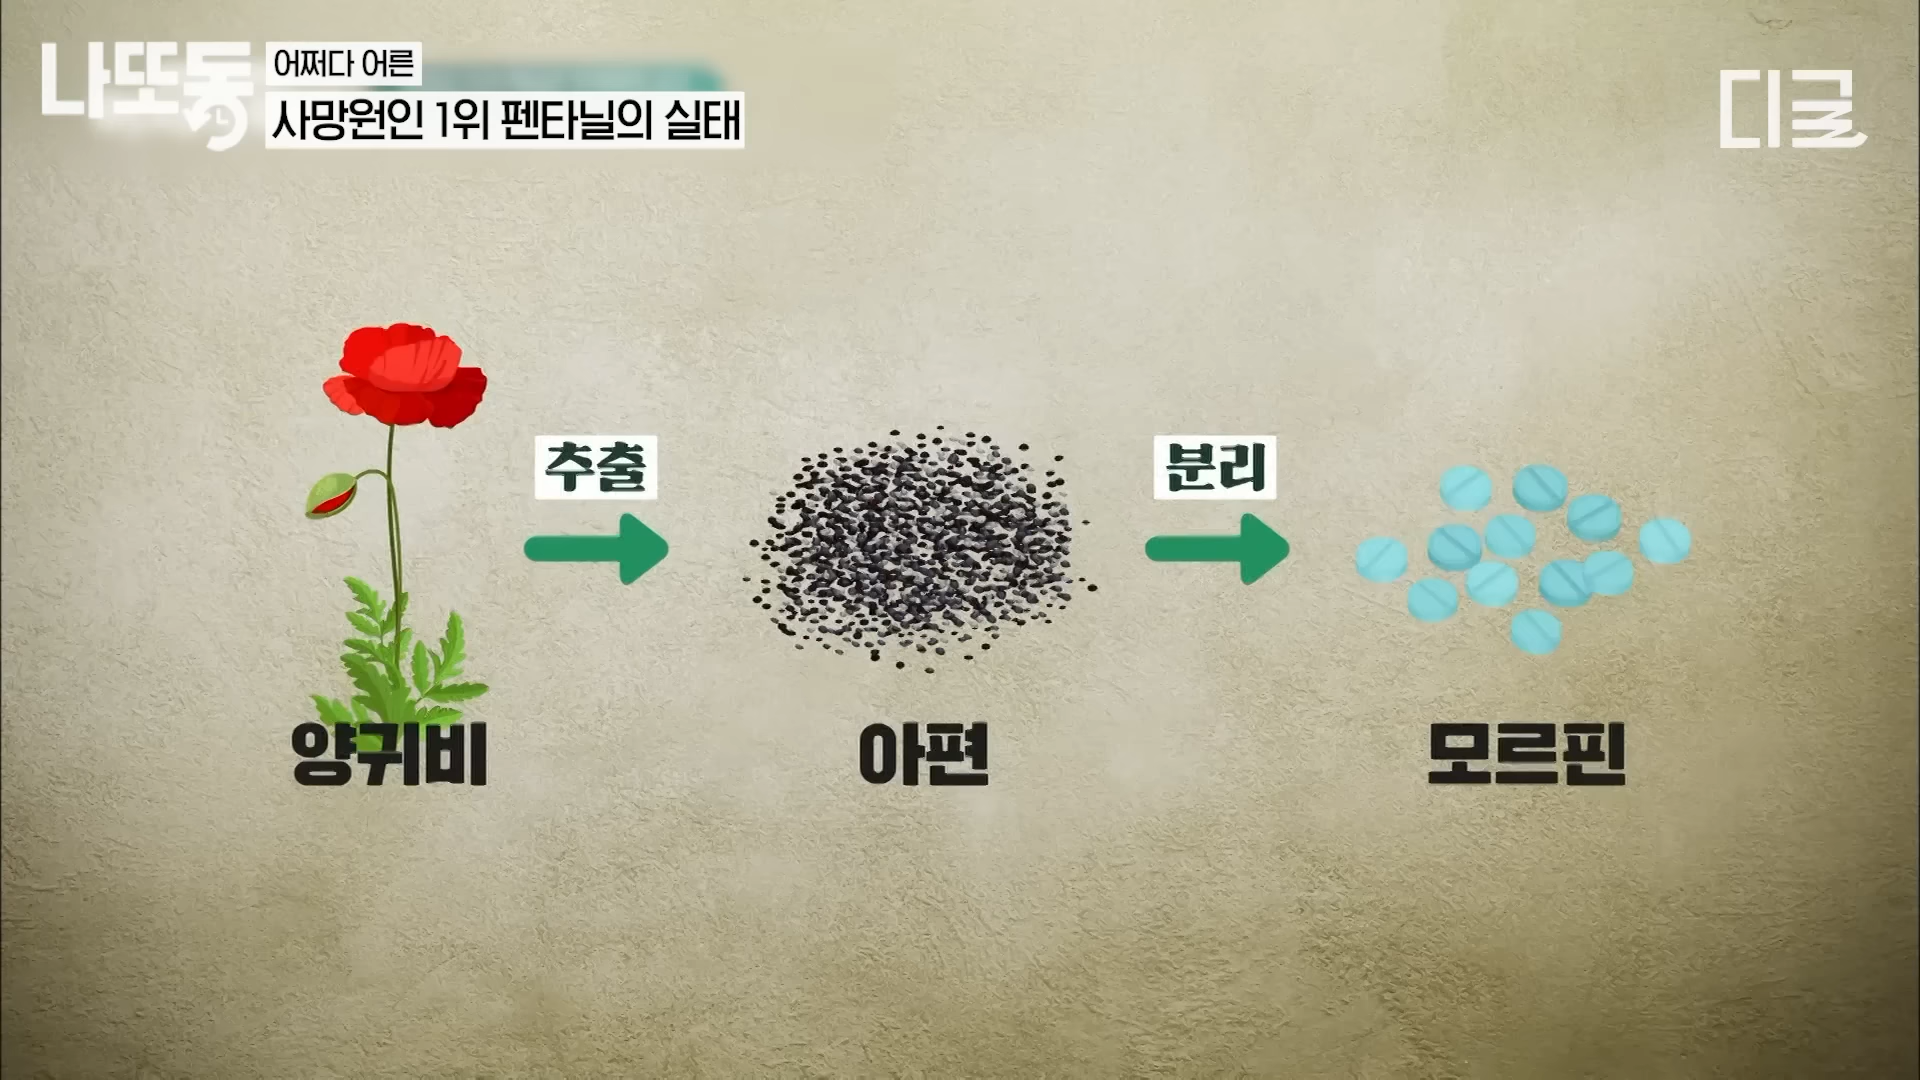 나또동
어쩌다 어른
사망원인 1위 펜타닐의 실태
디글
추출
분리
양귀비
아편
모르핀